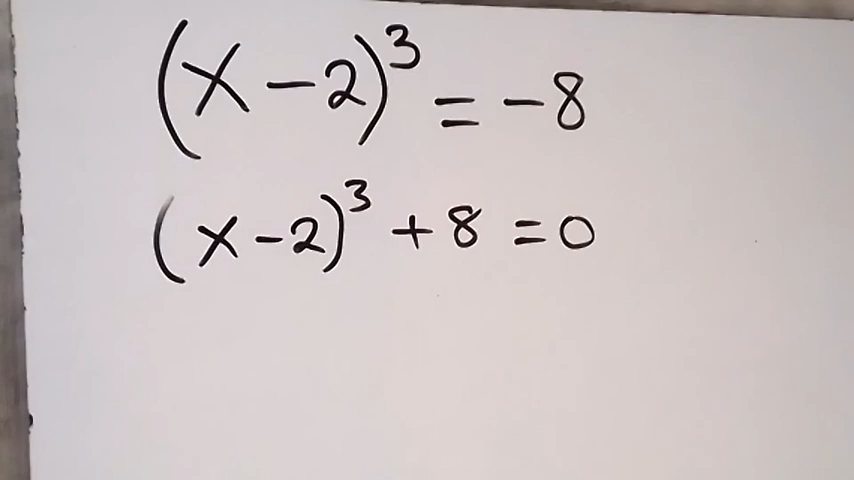 (x - 2)³ = -8
(x - 2)³ + 8 = 0